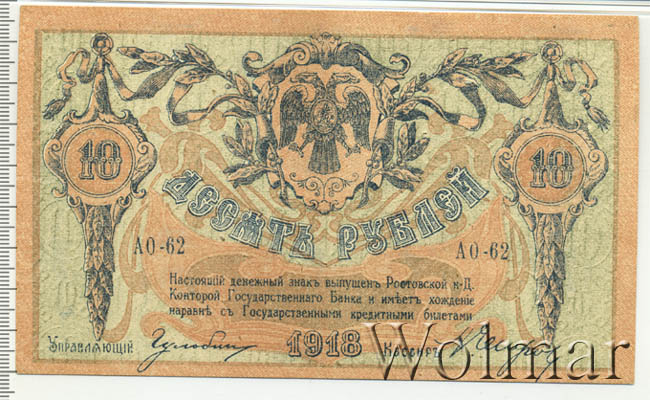 10 10
ДЕСЯТЬ РУБЛЕЙ
АО-62 АО-62
Настоящій денежный знакъ выпущенъ Ростовской н-Д.
Конторой Государственнаго Банка и имѣетъ хожденіе
наравнѣ съ Государственными кредитными билетами
Управляющій 1918 Кассиръ
Wolmar